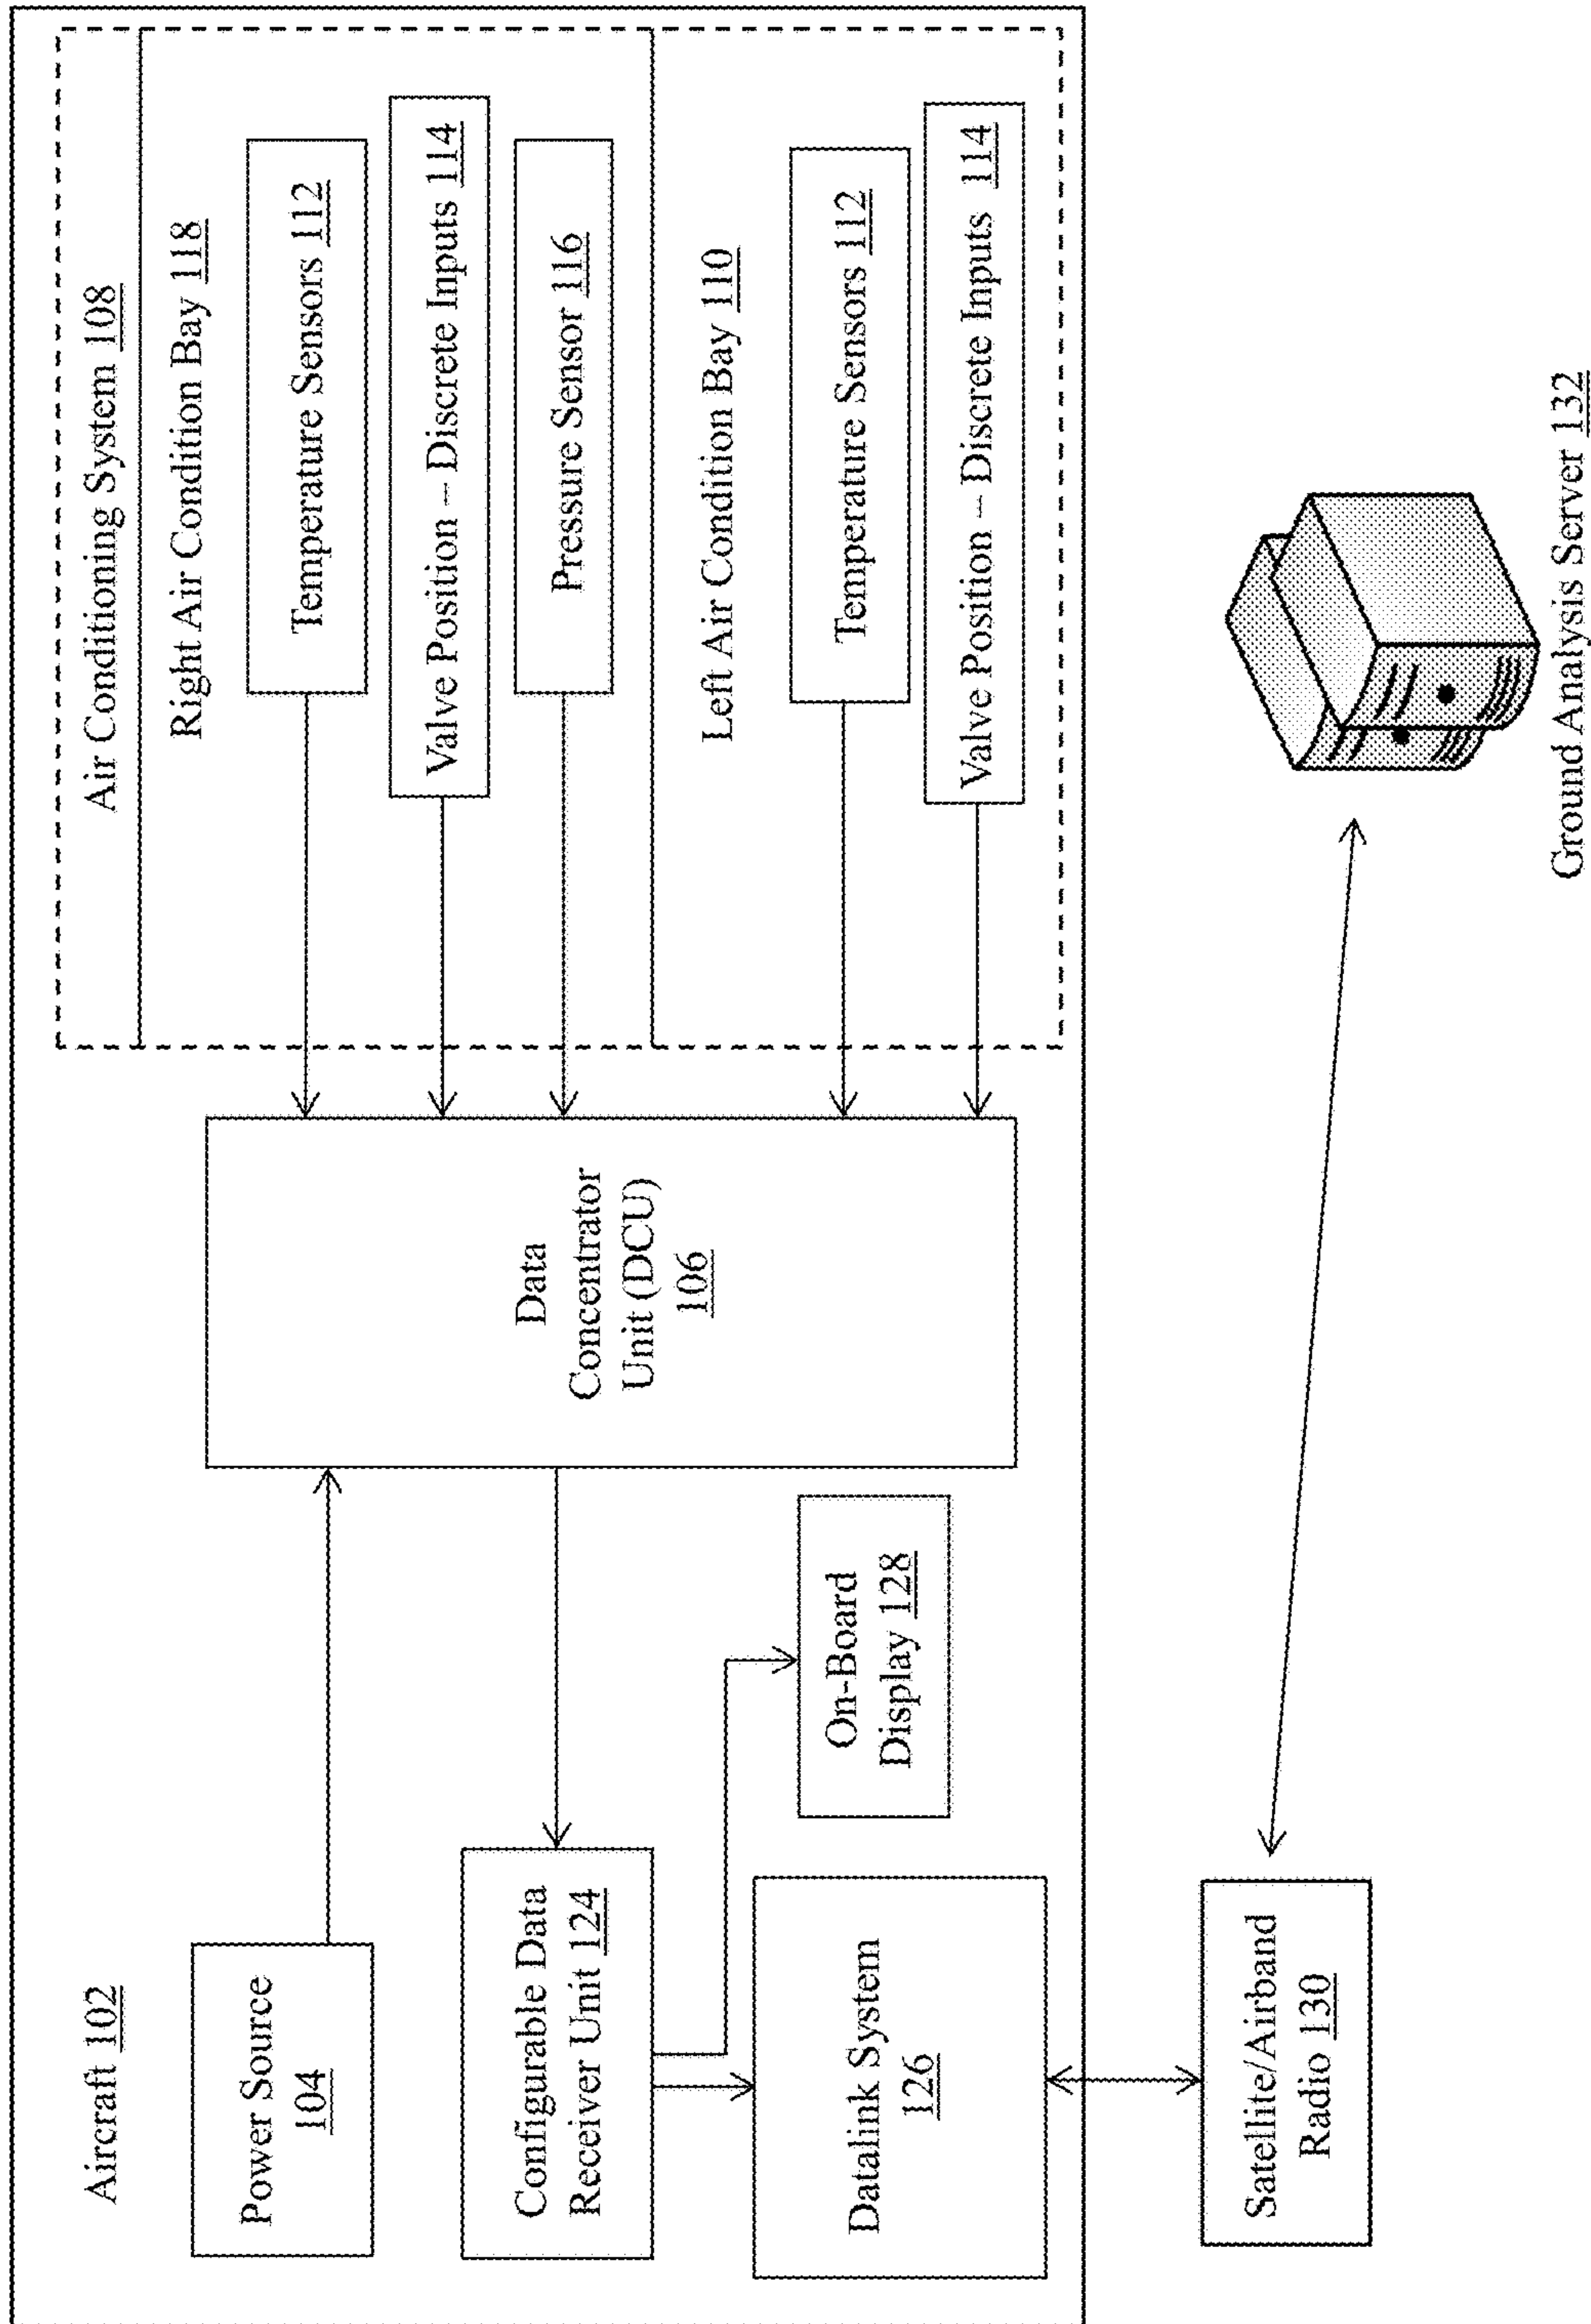 Aircraft 102
Power Source
104
Configurable Data
Receiver Unit 124
Datalink System
126
On-Board
Display 128
Data
Concentrator
Unit (DCU)
106
Air Conditioning System 108
Right Air Condition Bay 118
Temperature Sensors 112
Valve Position – Discrete Inputs 114
Pressure Sensor 116
Left Air Condition Bay 110
Temperature Sensors 112
Valve Position – Discrete Inputs 114
Satellite/Airband
Radio 130
Ground Analysis Server 132